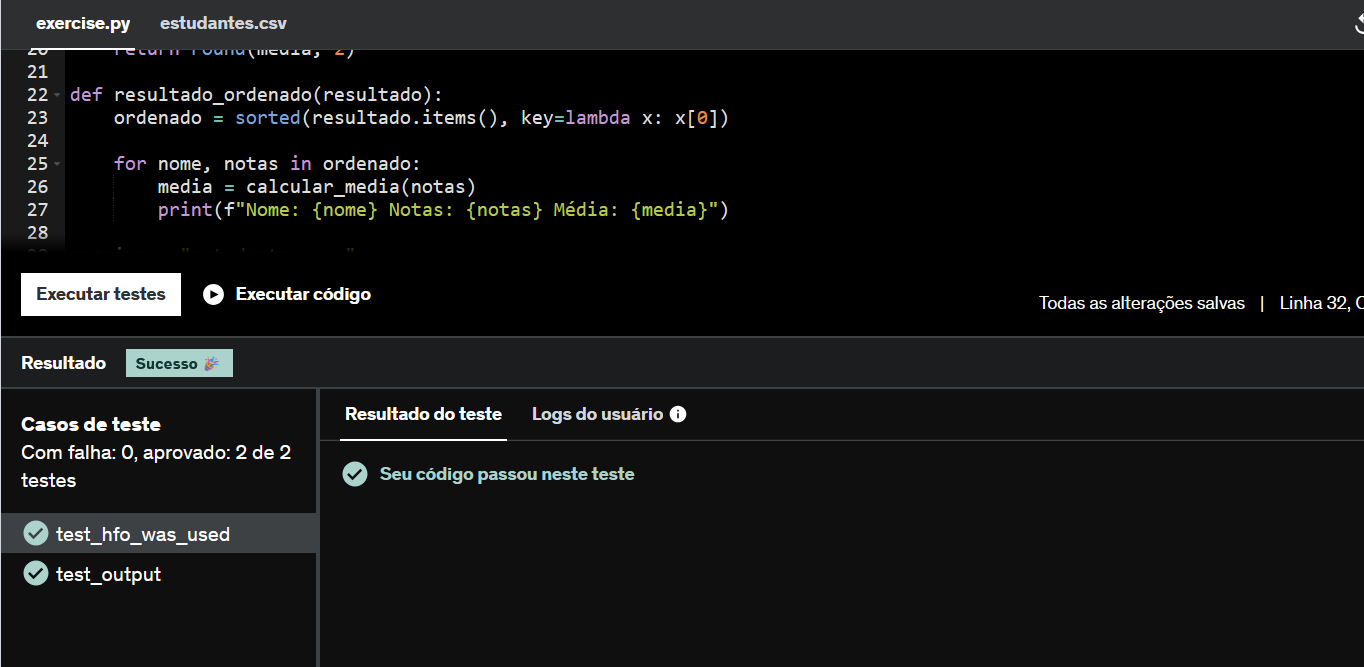 exercise.py estudantes.csv
20 return round(media, 2)
21
22 def resultado_ordenado(resultado):
23 ordenado = sorted(resultado.items(), key=lambda x: x[0])
24
25 for nome, notas in ordenado:
26 media = calcular_media(notas)
27 print(f"Nome: {nome} Notas: {notas} Média: {media}")
28
Executar testes Executar código
Todas as alterações salvas | Linha 32,
Resultado Sucesso 🎉
Casos de teste
Com falha: 0, aprovado: 2 de 2
testes
test_hfo_was_used
test_output
Resultado do teste Logs do usuário
Seu código passou neste teste